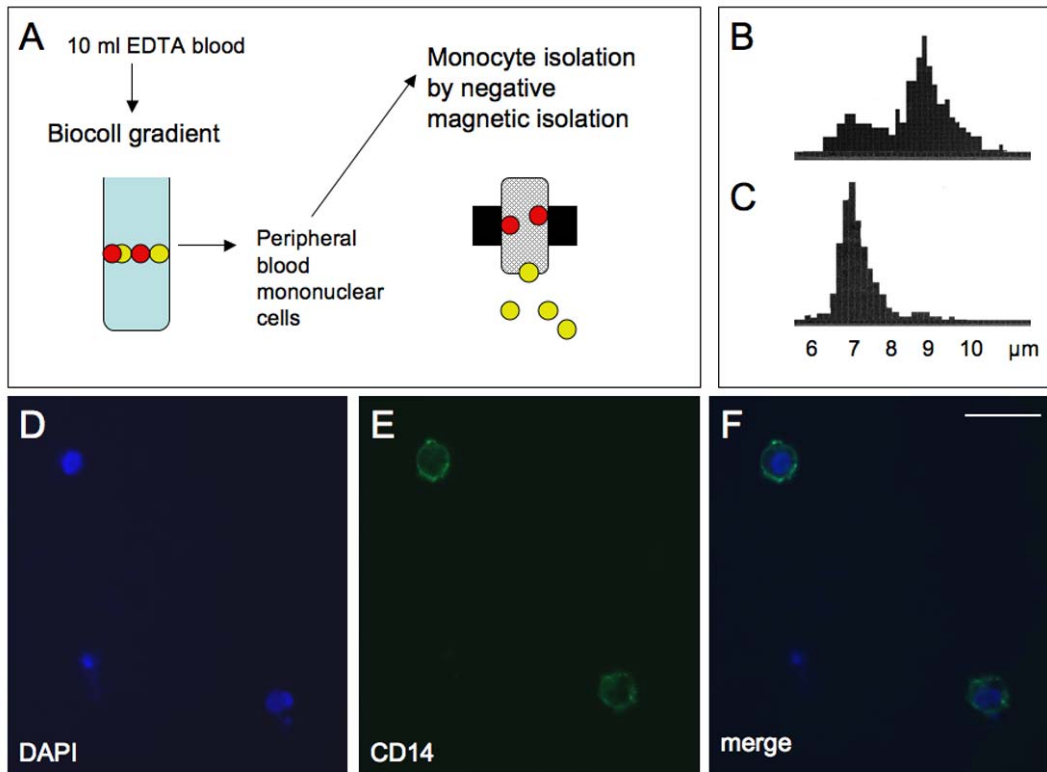 A
10 ml EDTA blood
Biocoll gradient
Peripheral
blood
mononuclear
cells
Monocyte isolation
by negative
magnetic isolation
B
C
6 7 8 9 10 µm
D
DAPI
E
CD14
F
merge